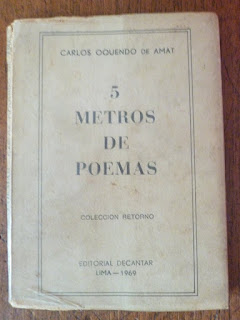 CARLOS OQUENDO DE AMAT
5
METROS
DE
POEMAS
COLECCION RETORNO
EDITORIAL DECANTAR
LIMA—1969